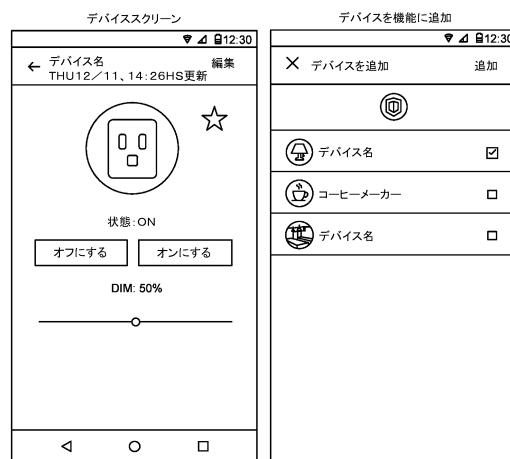 デバイススクリーン
12:30
デバイス名
編集
THU12／11、14:26HS更新
状態:ON
オフにする
オンにする
DIM: 50%
デバイスを機能に追加
12:30
デバイスを追加
追加
デバイス名
コーヒーメーカー
デバイス名